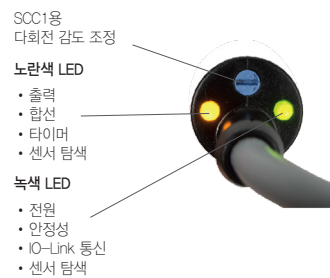 SCC1용
다회전 감도 조정
노란색 LED
• 출력
• 합선
• 타이머
• 센서 탐색
녹색 LED
• 전원
• 안정성
• IO-Link 통신
• 센서 탐색